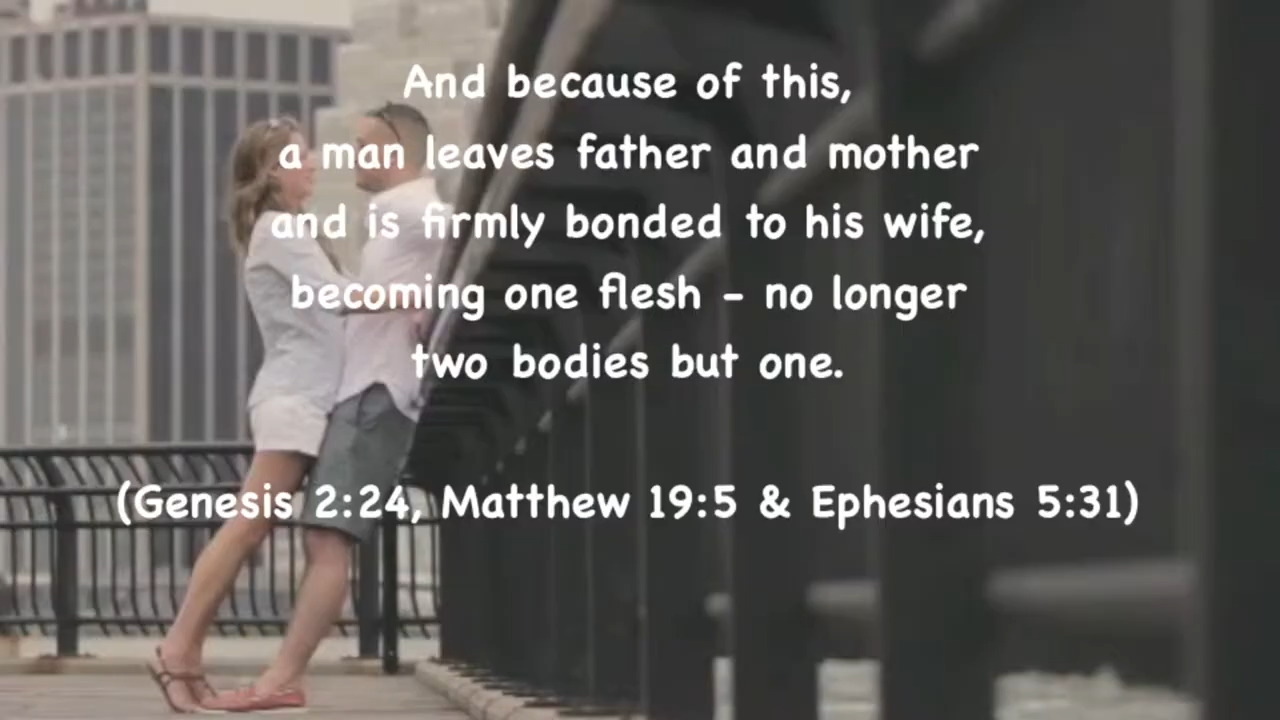 And because of this,
a man leaves father and mother
and is firmly bonded to his wife,
becoming one flesh - no longer
two bodies but one.
(Genesis 2:24, Matthew 19:5 & Ephesians 5:31)